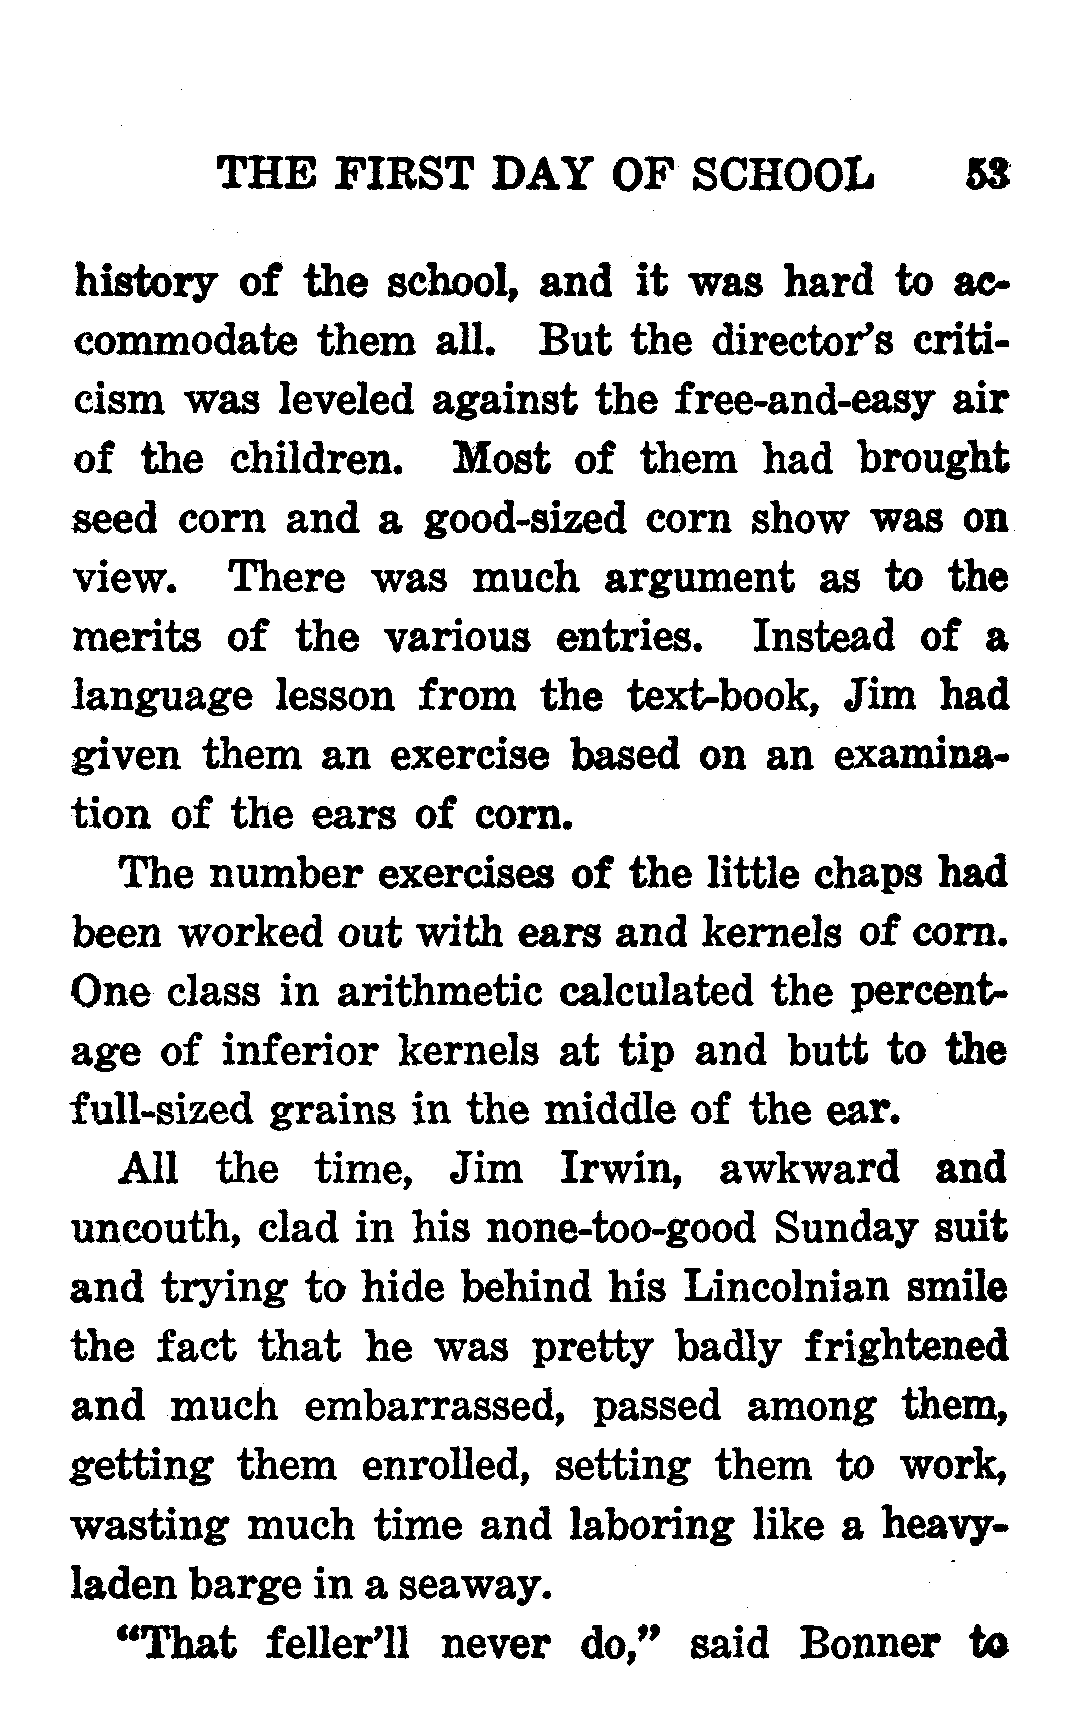 THE FIRST DAY OF SCHOOL 53
history of the school, and it was hard to ac-
commodate them all. But the director's criti-
cism was leveled against the free-and-easy air
of the children. Most of them had brought
seed corn and a good-sized corn show was on
view. There was much argument as to the
merits of the various entries. Instead of a
language lesson from the text-book, Jim had
given them an exercise based on an examina-
tion of the ears of corn.
The number exercises of the little chaps had
been worked out with ears and kernels of corn.
One class in arithmetic calculated the percent-
age of inferior kernels at tip and butt to the
full-sized grains in the middle of the ear.
All the time, Jim Irwin, awkward and
uncouth, clad in his none-too-good Sunday suit
and trying to hide behind his Lincolnian smile
the fact that he was pretty badly frightened
and much embarrassed, passed among them,
getting them enrolled, setting them to work,
wasting much time and laboring like a heavy-
laden barge in a seaway.
"That feller'll never do," said Bonner to